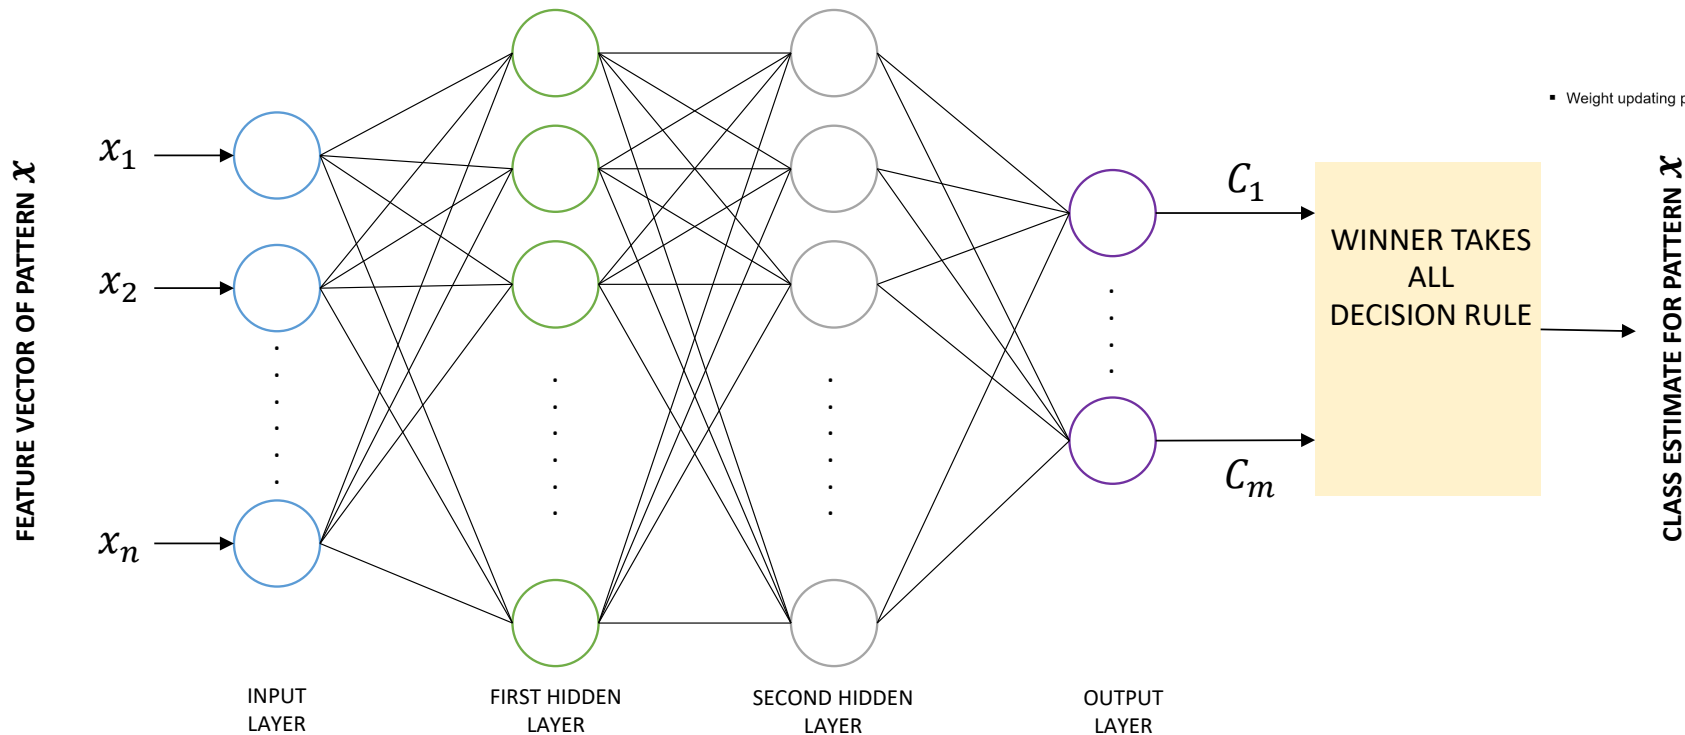 FEATURE VECTOR OF PATTERN 𝒙
x₁
x₂
xₙ
INPUT
LAYER
FIRST HIDDEN
LAYER
SECOND HIDDEN
LAYER
OUTPUT
LAYER
C₁
Cₘ
WINNER TAKES
ALL
DECISION RULE
▪ Weight updating
CLASS ESTIMATE FOR PATTERN 𝒙